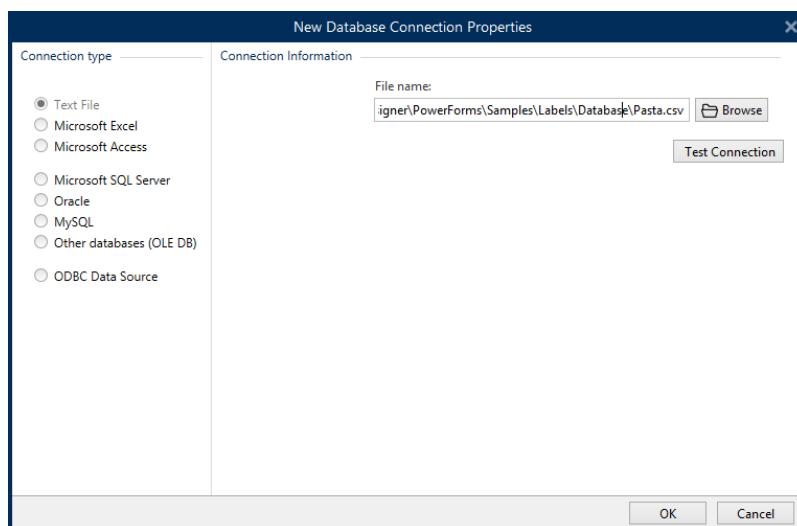 New Database Connection Properties
Connection type
Connection Information
Text File
Microsoft Excel
Microsoft Access
Microsoft SQL Server
Oracle
MySQL
Other databases (OLE DB)
ODBC Data Source
File name:
igner\PowerForms\Samples\Labels\Database\Pasta.csv
Browse
Test Connection
OK
Cancel